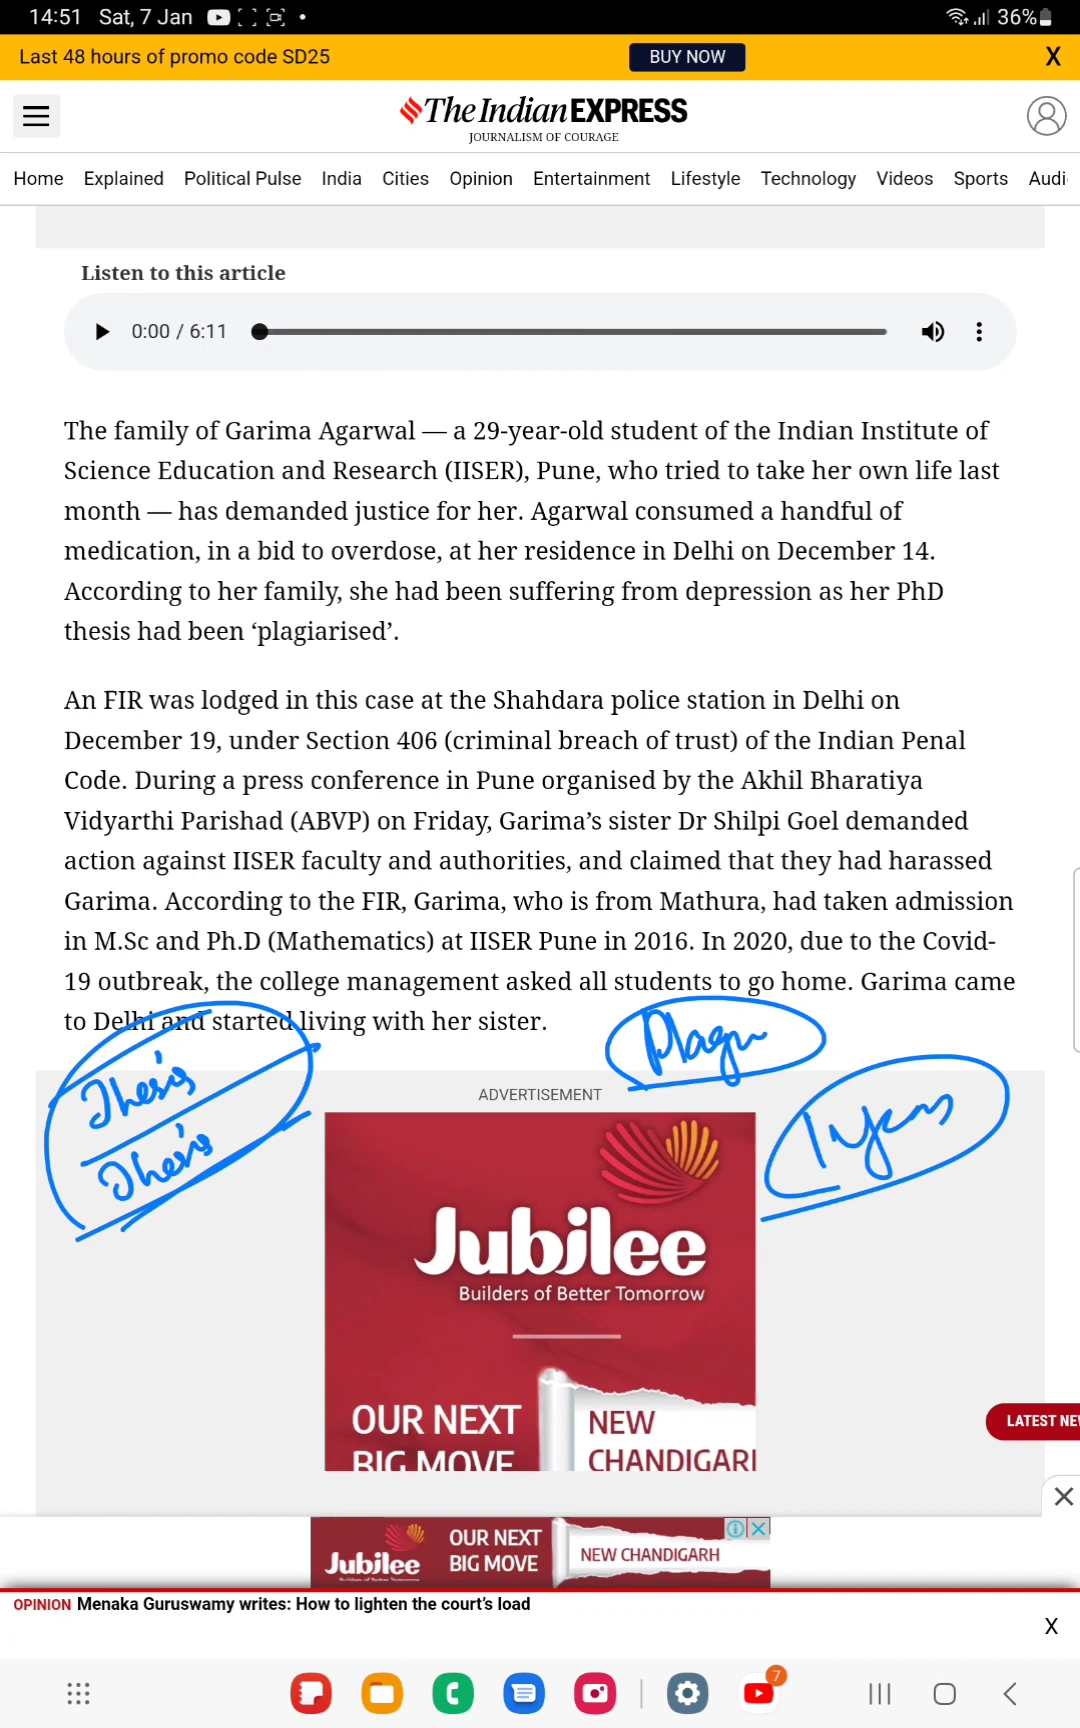 14:51 Sat, 7 Jan
36%
Last 48 hours of promo code SD25
BUY NOW
X
The Indian EXPRESS
JOURNALISM OF COURAGE
Home Explained Political Pulse India Cities Opinion Entertainment Lifestyle Technology Videos Sports Audi
Listen to this article
0:00 / 6:11
The family of Garima Agarwal — a 29-year-old student of the Indian Institute of
Science Education and Research (IISER), Pune, who tried to take her own life last
month — has demanded justice for her. Agarwal consumed a handful of
medication, in a bid to overdose, at her residence in Delhi on December 14.
According to her family, she had been suffering from depression as her PhD
thesis had been ‘plagiarised’.
An FIR was lodged in this case at the Shahdara police station in Delhi on
December 19, under Section 406 (criminal breach of trust) of the Indian Penal
Code. During a press conference in Pune organised by the Akhil Bharatiya
Vidyarthi Parishad (ABVP) on Friday, Garima’s sister Dr Shilpi Goel demanded
action against IISER faculty and authorities, and claimed that they had harassed
Garima. According to the FIR, Garima, who is from Mathura, had taken admission
in M.Sc and Ph.D (Mathematics) at IISER Pune in 2016. In 2020, due to the Covid-
19 outbreak, the college management asked all students to go home. Garima came
to Delhi and started living with her sister.
Thesis
Thesis
ADVERTISEMENT
Jubilee
Builders of Better Tomorrow
OUR NEXT
BIG MOVE
NEW
CHANDIGAR
LATEST NE
Jubilee
OUR NEXT
BIG MOVE
NEW CHANDIGARH
OPINION Menaka Guruswamy writes: How to lighten the court’s load
X
7